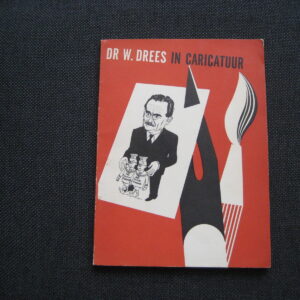 DR W. DREES IN CARICATUUR